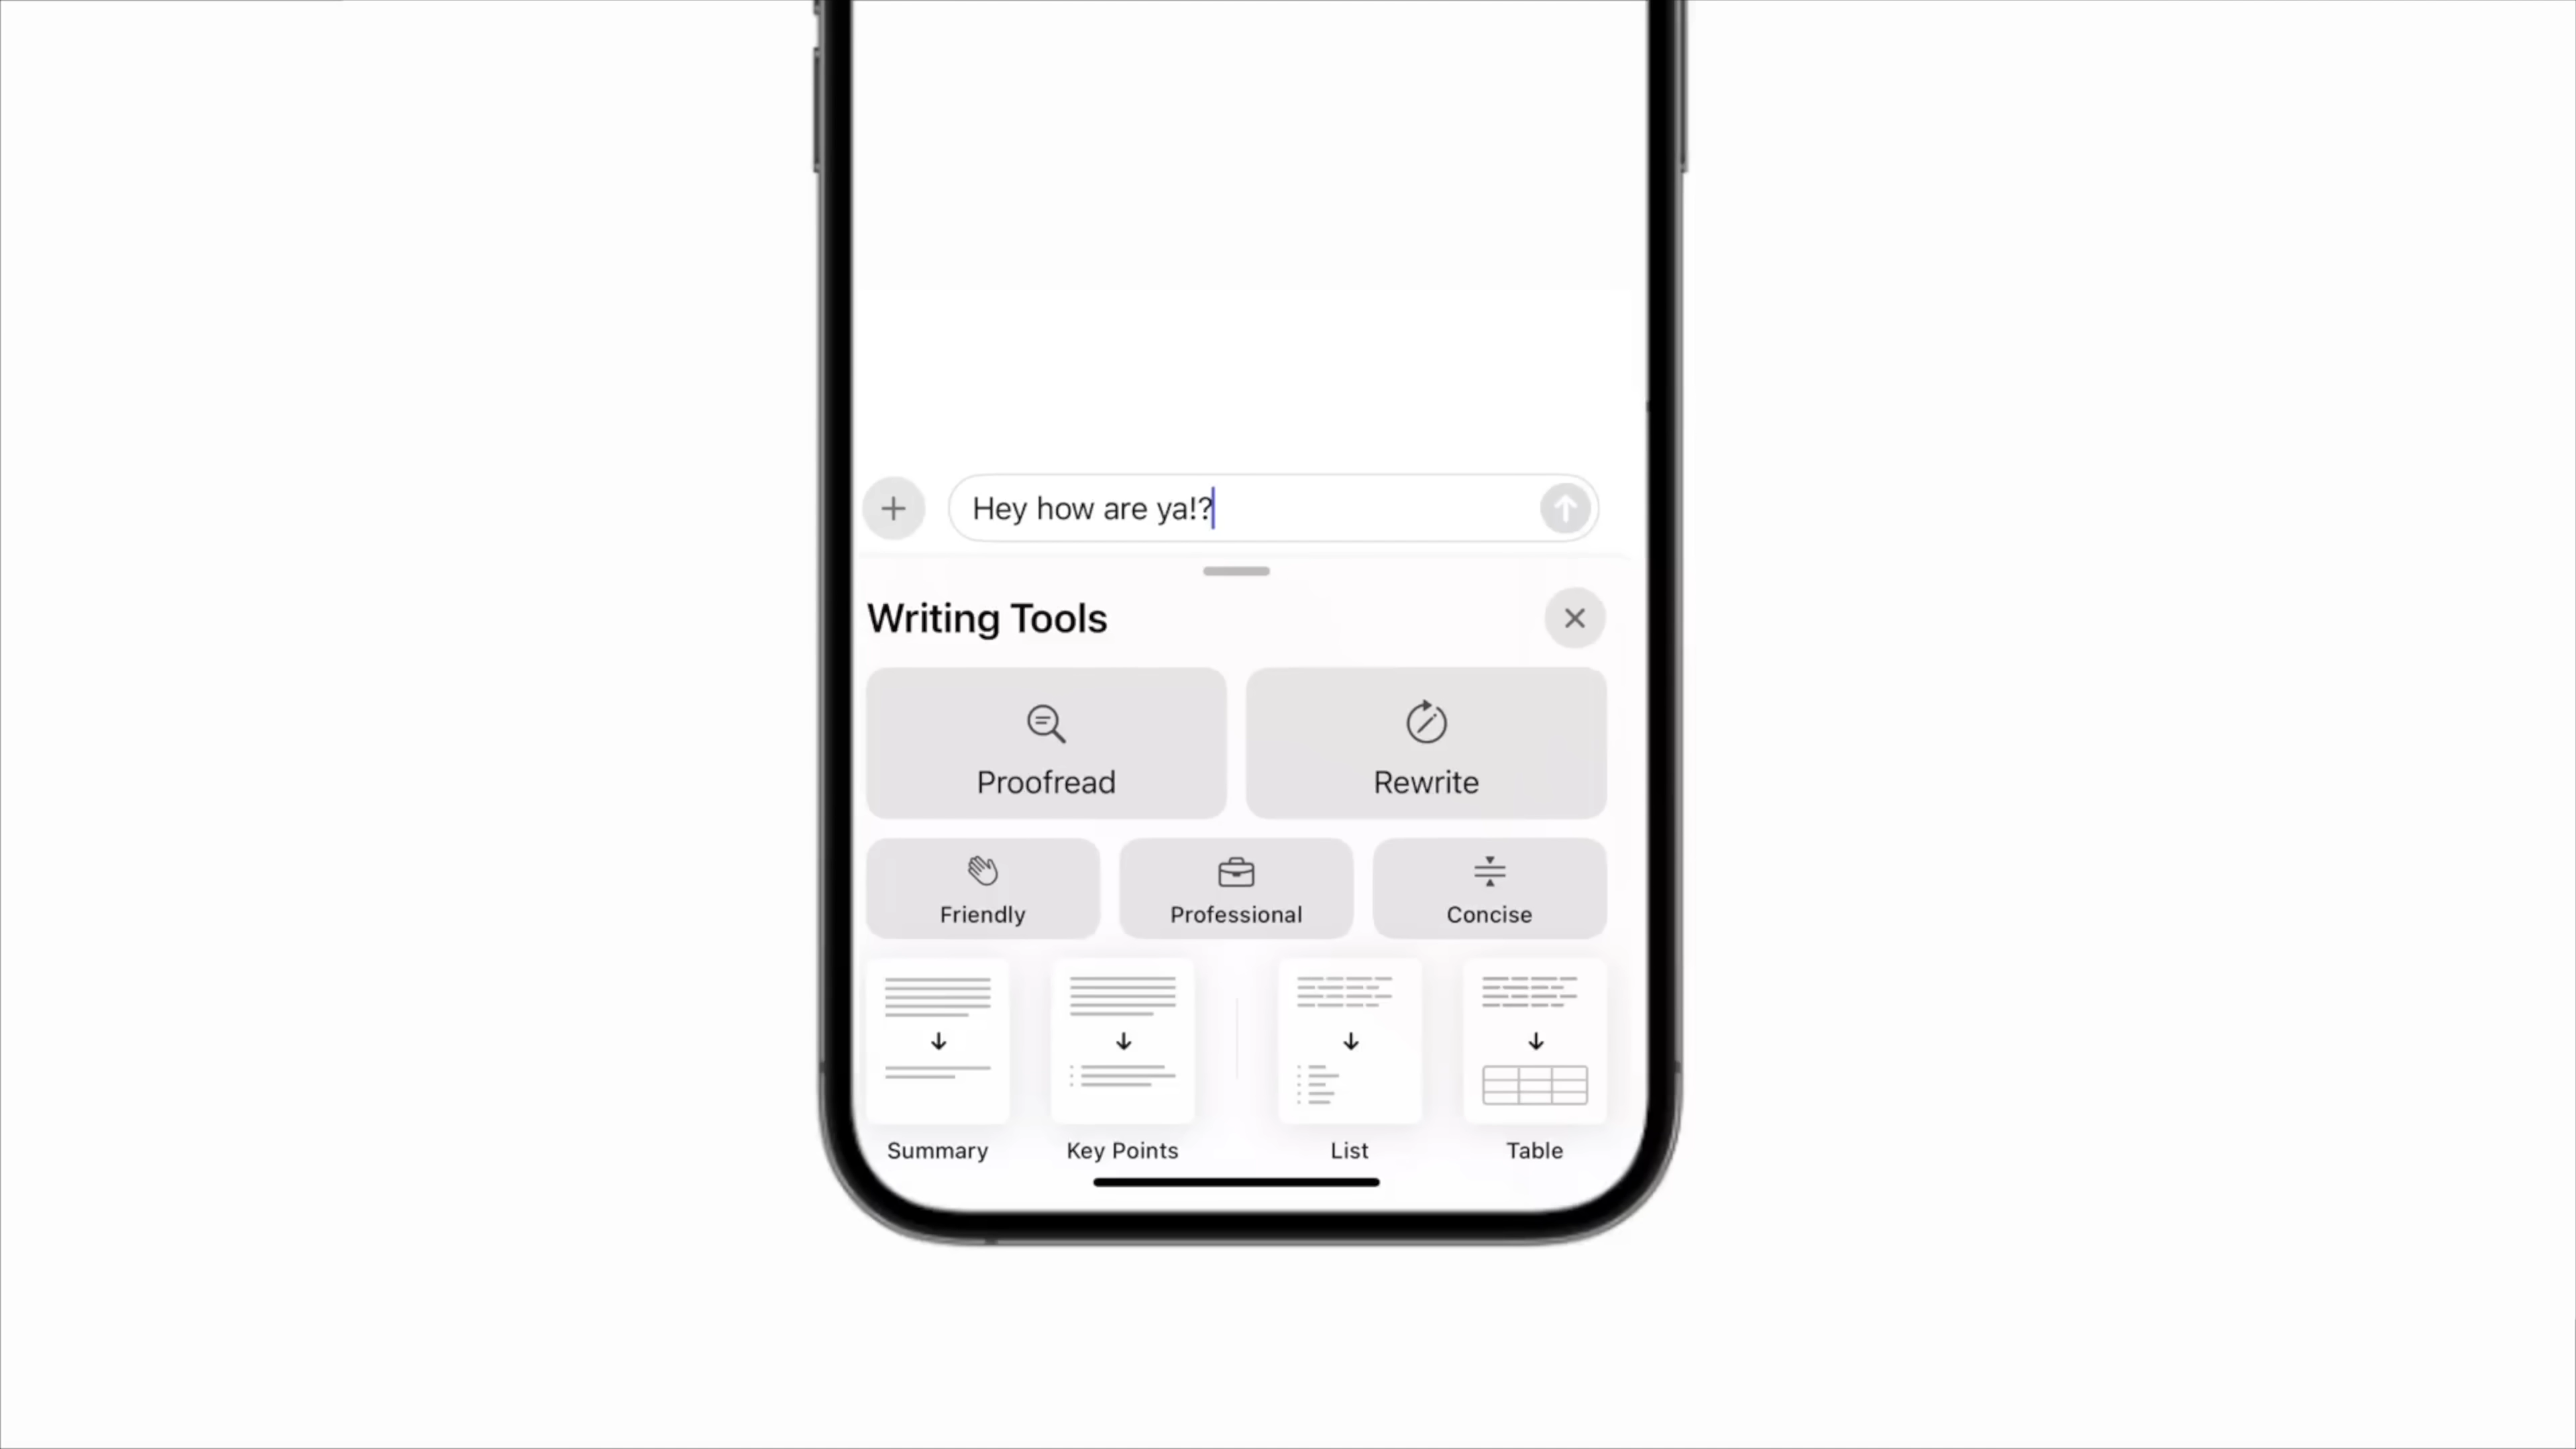 Hey how are ya!?
Writing Tools
Proofread
Rewrite
Friendly
Professional
Concise
Summary
Key Points
List
Table